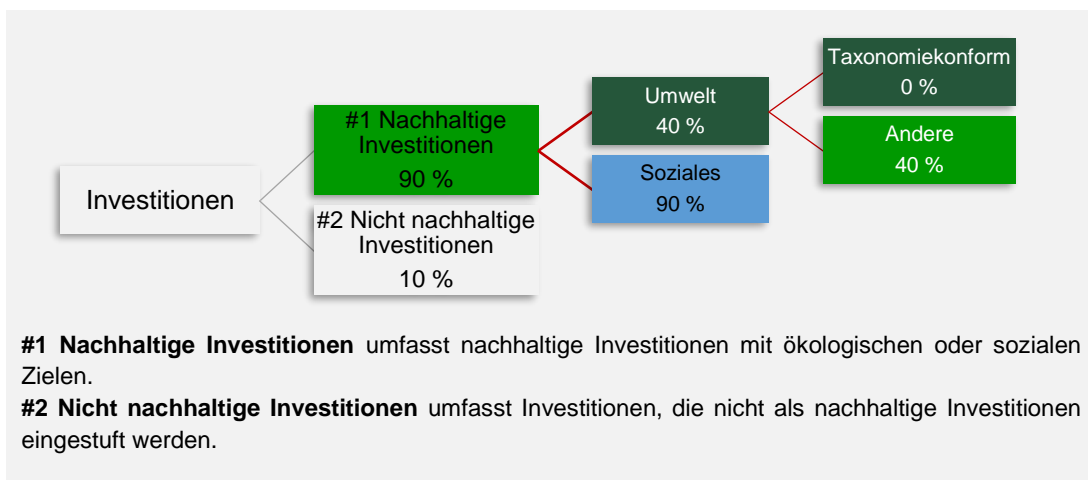 Investitionen
#1 Nachhaltige
Investitionen
90 %
#2 Nicht nachhaltige
Investitionen
10 %
Umwelt
40 %
Soziales
90 %
Taxonomiekonform
0 %
Andere
40 %
#1 Nachhaltige Investitionen umfasst nachhaltige Investitionen mit ökologischen oder sozialen
Zielen.
#2 Nicht nachhaltige Investitionen umfasst Investitionen, die nicht als nachhaltige Investitionen
eingestuft werden.